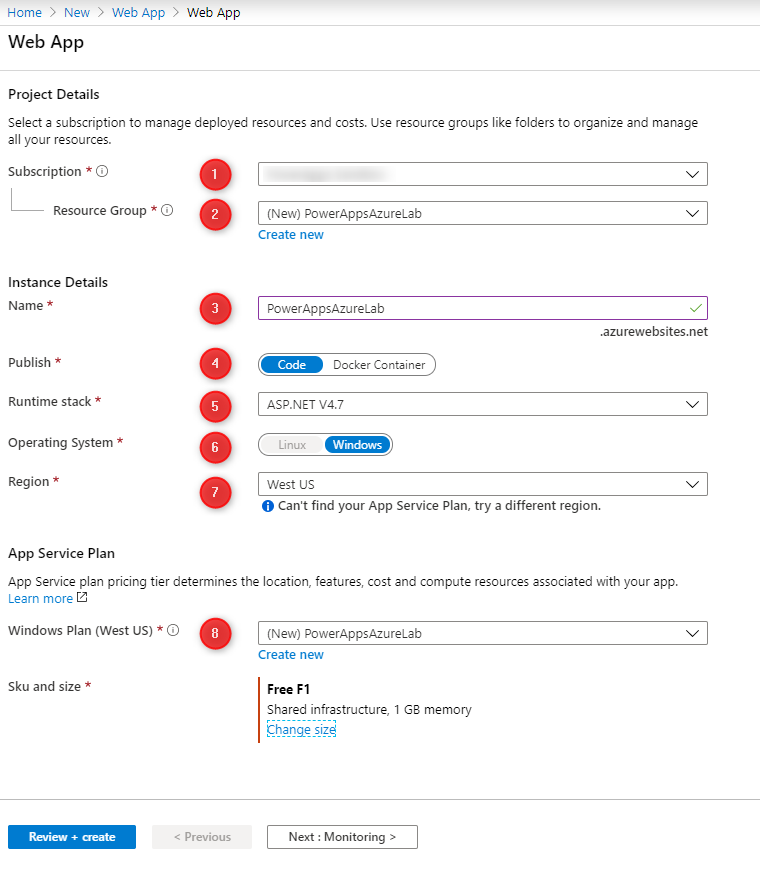 Home > New > Web App > Web App
Web App
Project Details
Select a subscription to manage deployed resources and costs. Use resource groups like folders to organize and manage
all your resources.
Subscription *
1
Resource Group *
2
(New) PowerAppsAzureLab
Create new
Instance Details
Name *
3
PowerAppsAzureLab
.azurewebsites.net
Publish *
4
Code
Docker Container
Runtime stack *
5
ASP.NET V4.7
Operating System *
6
Linux
Windows
Region *
7
West US
Can't find your App Service Plan, try a different region.
App Service Plan
App Service plan pricing tier determines the location, features, cost and compute resources associated with your app.
Learn more
Windows Plan (West US) *
8
(New) PowerAppsAzureLab
Create new
Sku and size *
Free F1
Shared infrastructure, 1 GB memory
Change size
Review + create
< Previous
Next : Monitoring >